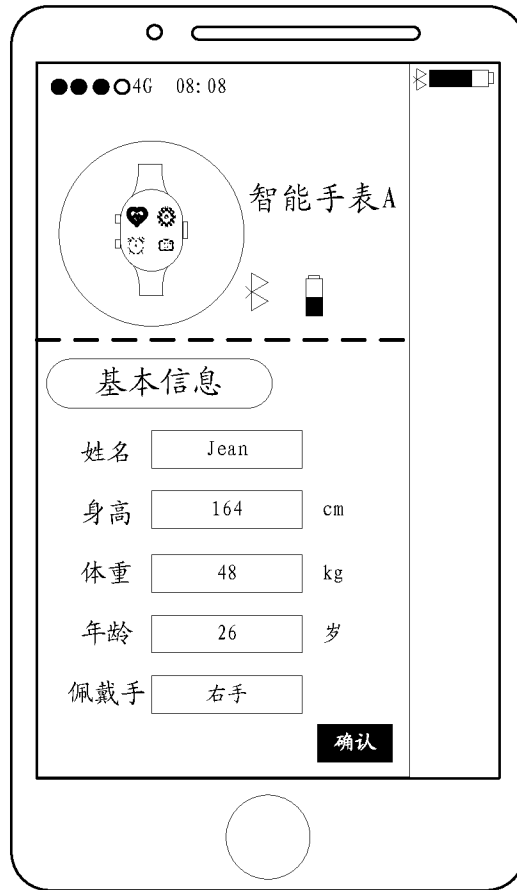 4G 08:08
智能手表A
基本信息
姓名 Jean
身高 164 cm
体重 48 kg
年龄 26 岁
佩戴手 右手
确认